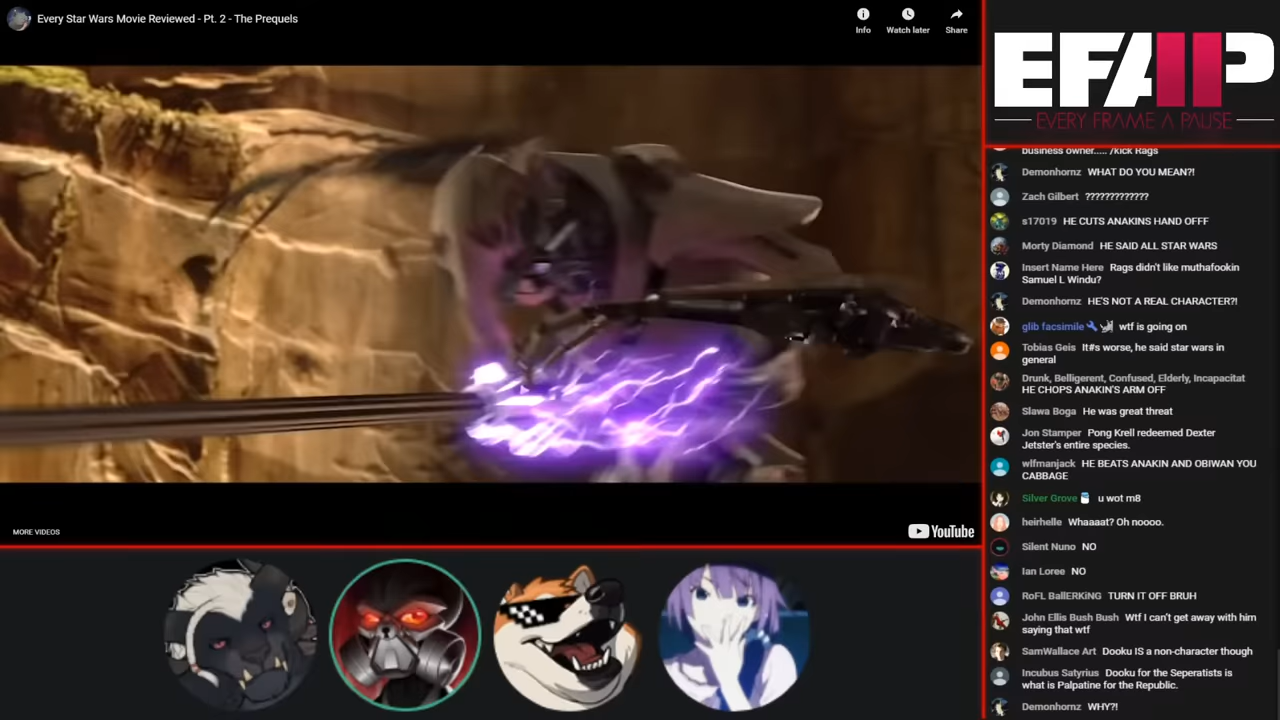 Every Star Wars Movie Reviewed - Pt. 2 - The Prequels
Info
Watch later
Share
MORE VIDEOS
YouTube
EFAP
EVERY FRAME A PAUSE
business owner..... /kick Rags
Demonhornz WHAT DO YOU MEAN?!
Zach Gilbert ?????????????
s17019 HE CUTS ANAKINS HAND OFFF
Morty Diamond HE SAID ALL STAR WARS
Insert Name Here Rags didn't like muthafookin
Samuel L Windu?
Demonhornz HE'S NOT A REAL CHARACTER?!
glib facsimile wtf is going on
Tobias Geis It#s worse, he said star wars in
general
Drunk, Belligerent, Confused, Elderly, Incapacitat
HE CHOPS ANAKIN'S ARM OFF
Slawa Boga He was great threat
Jon Stamper Pong Krell redeemed Dexter
Jetster's entire species.
wlfmanjack HE BEATS ANAKIN AND OBIWAN YOU
CABBAGE
Silver Grove u wot m8
heirhelle Whaaaat? Oh noooo.
Silent Nuno NO
Ian Loree NO
RoFL BallERKiNG TURN IT OFF BRUH
John Ellis Bush Bush Wtf I can't get away with him
saying that wtf
SamWallace Art Dooku IS a non-character though
Incubus Satyrius Dooku for the Seperatists is
what is Palpatine for the Republic.
Demonhornz WHY?!